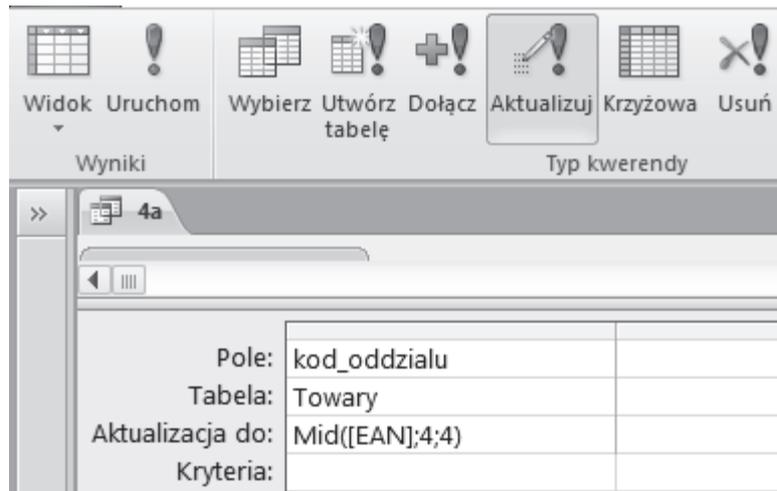 Widok Uruchom Wybierz Utwórz tabelę Dołącz Aktualizuj Krzyżowa Usuń
Wyniki Typ kwerendy
» 4a
Pole: kod_oddzialu
Tabela: Towary
Aktualizacja do: Mid([EAN];4;4)
Kryteria: